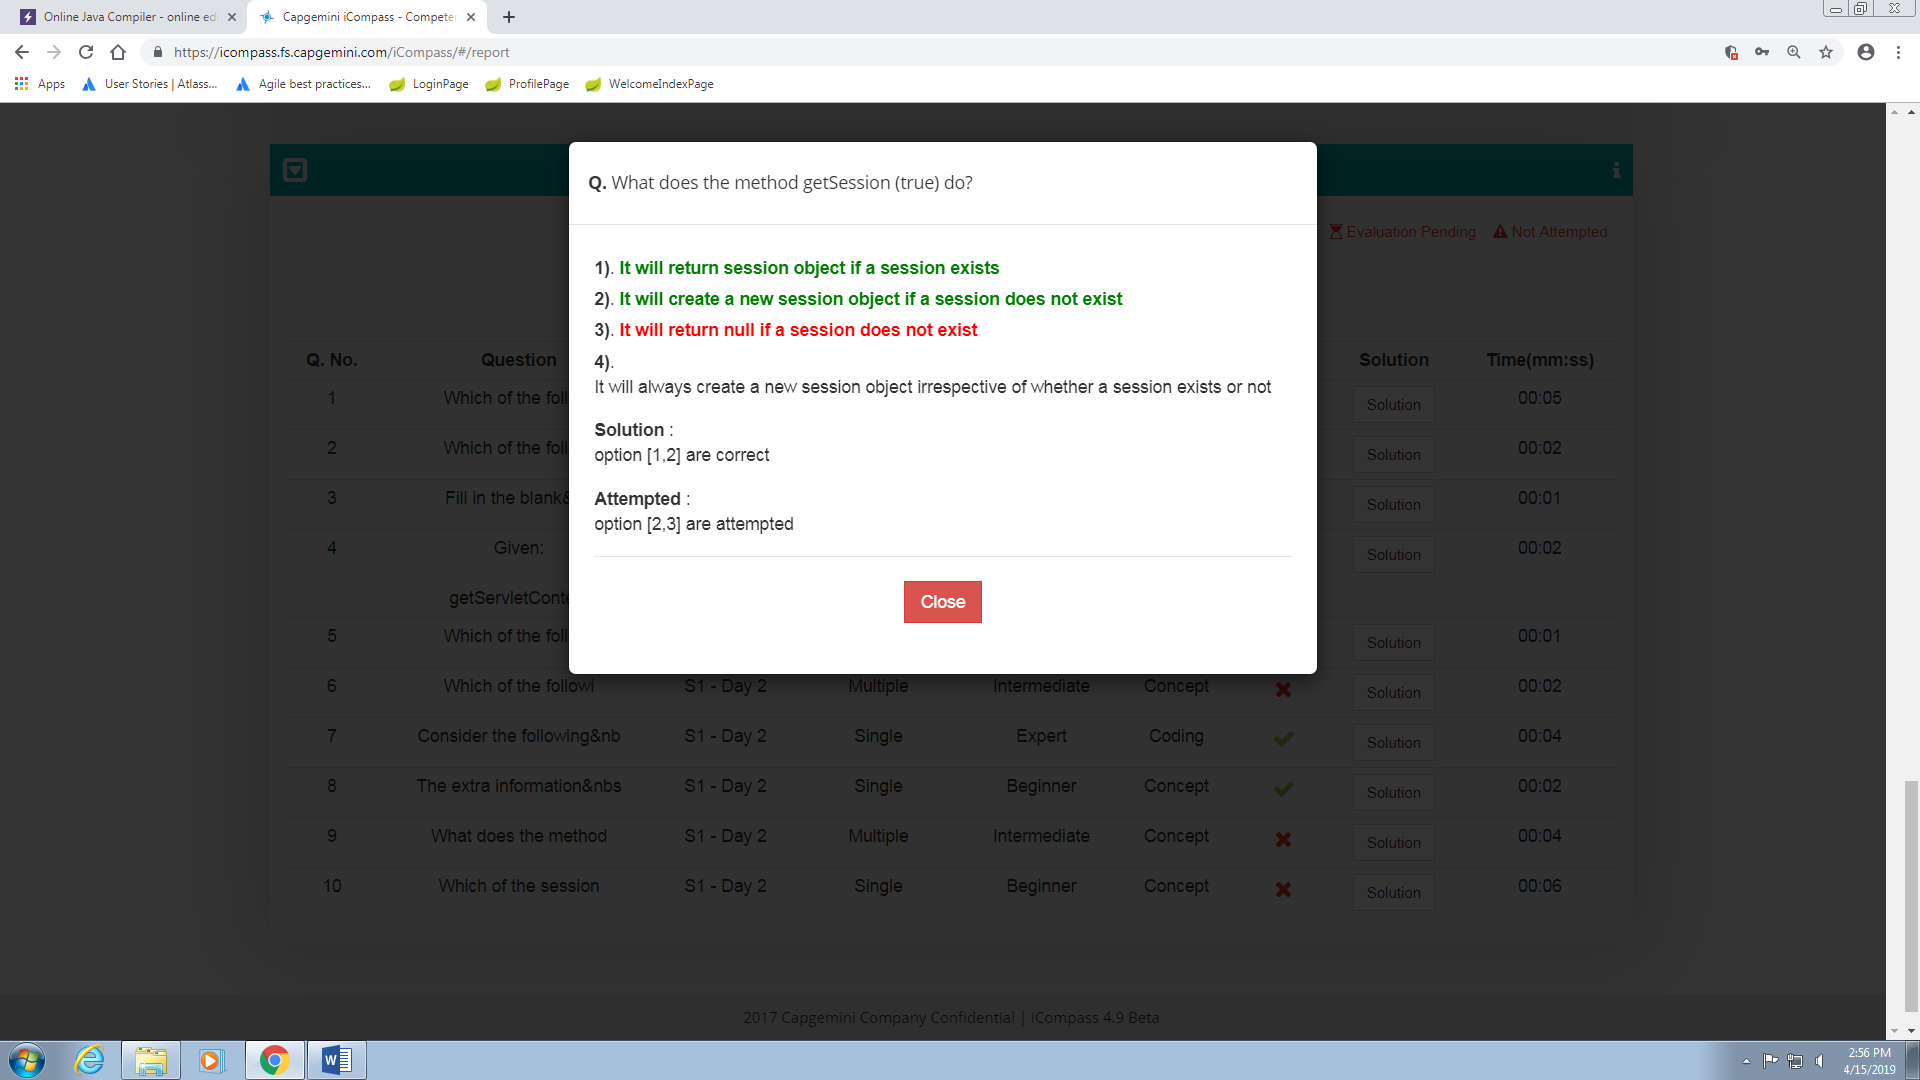 Online Java Compiler - online edi
Capgemini iCompass - Competen
https://icompass.fs.capgemini.com/iCompass/#/report
Apps
User Stories | Atlass...
Agile best practices...
LoginPage
ProfilePage
WelcomeIndexPage
Q. What does the method getSession (true) do?
Evaluation Pending
Not Attempted
1). It will return session object if a session exists
2). It will create a new session object if a session does not exist
3). It will return null if a session does not exist
4).
It will always create a new session object irrespective of whether a session exists or not
Solution :
option [1,2] are correct
Attempted :
option [2,3] are attempted
Close
Q. No. Question Solution Time(mm:ss)
1 Which of the foll Solution 00:05
2 Which of the foll Solution 00:02
3 Fill in the blank& Solution 00:01
4 Given: Solution 00:02
getServletConte
5 Which of the foll Solution 00:01
6 Which of the followi S1 - Day 2 Multiple Intermediate Concept Solution 00:02
7 Consider the following&nb S1 - Day 2 Single Expert Coding Solution 00:04
8 The extra information&nbs S1 - Day 2 Single Beginner Concept Solution 00:02
9 What does the method S1 - Day 2 Multiple Intermediate Concept Solution 00:04
10 Which of the session S1 - Day 2 Single Beginner Concept Solution 00:06
2017 Capgemini Company Confidential | iCompass 4.9 Beta
2:56 PM
4/15/2019